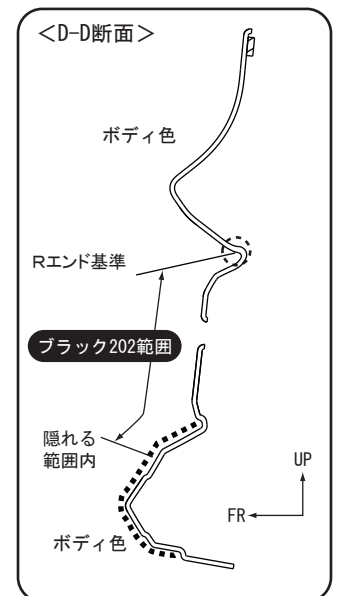 ＜D-D断面＞
ボディ色
Rエンド基準
ブラック202範囲
隠れる
範囲内
UP
FR
ボディ色